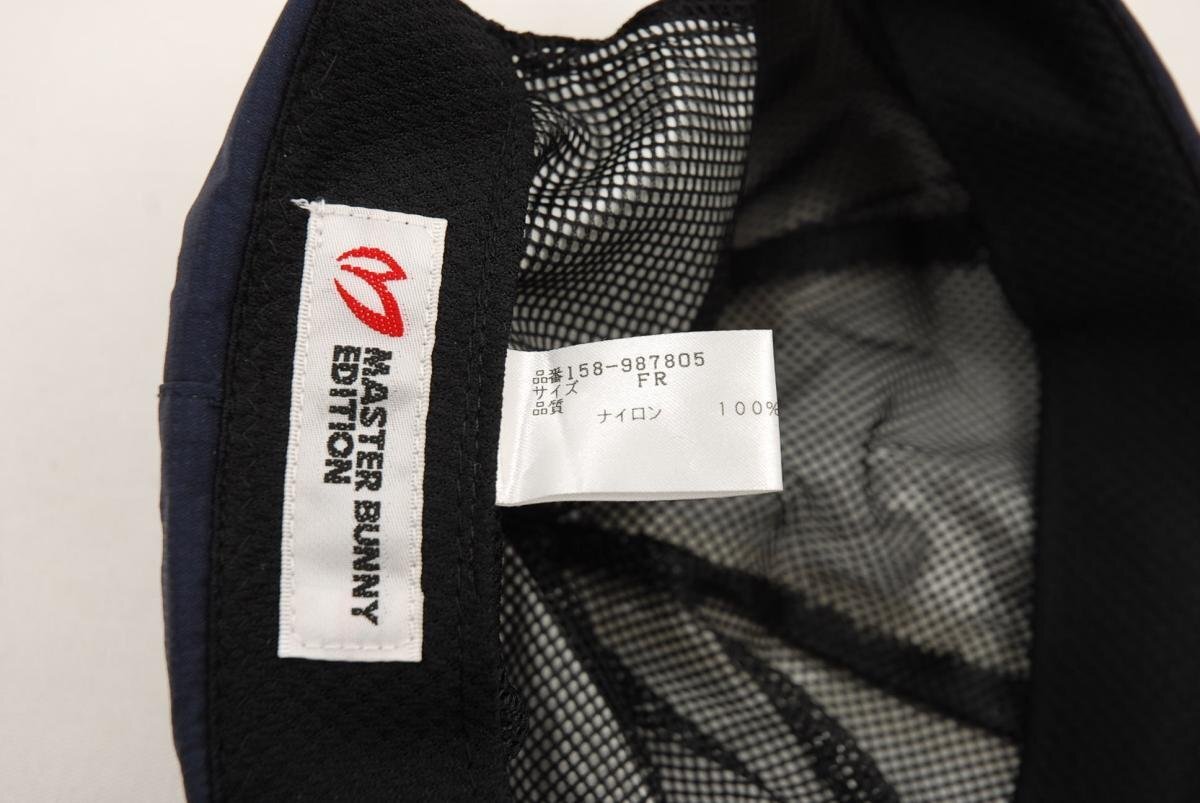 MASTER BUNNY
EDITION
品番158-987805
サイズ FR
品質 ナイロン 100%